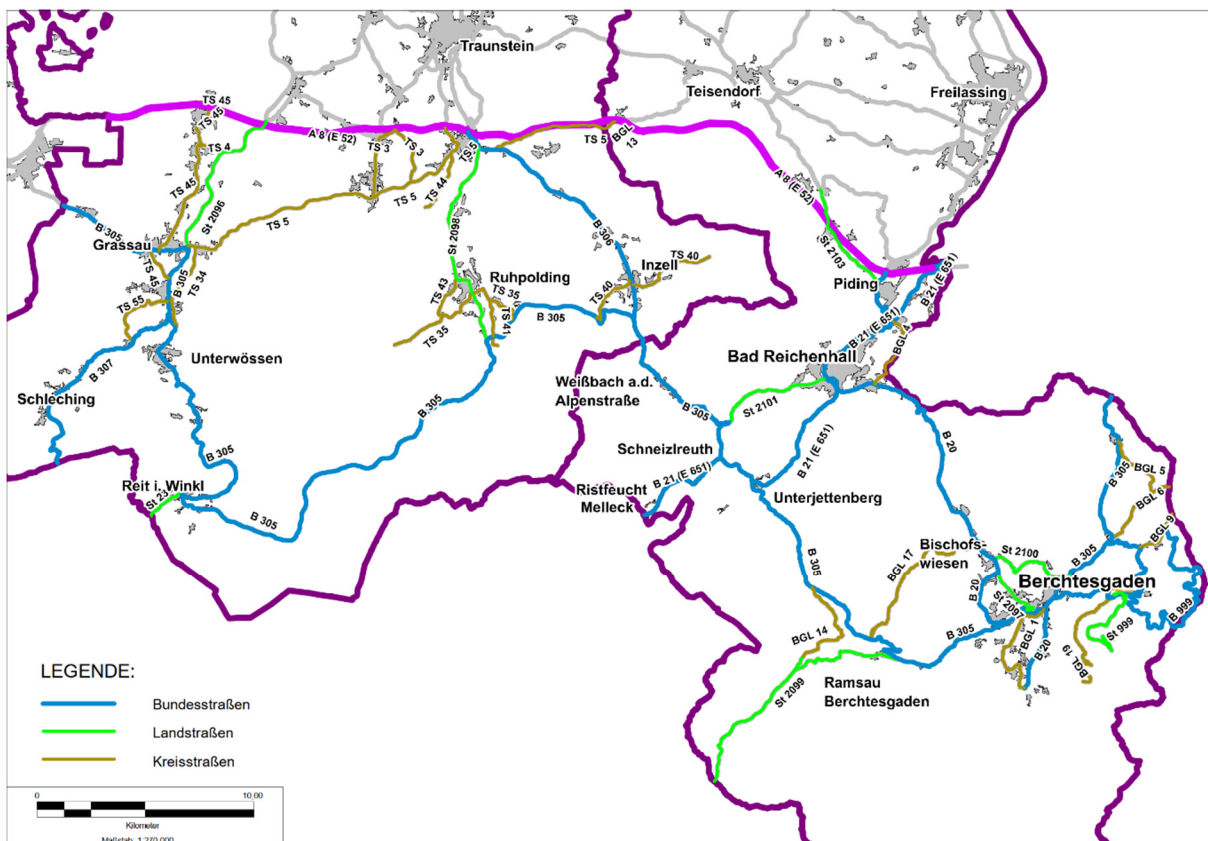 Traunstein
Teisendorf
Freilassing
TS 45
TS 45
A 8 (E 52)
TS 4
TS 3
TS 3
TS 5
TS 5
BGL
13
TS 45
St 2096
TS 5
TS 5
TS 44
A 8 (E 52)
B 305
Grassau
St 2098
B 306
St 2103
TS 45
B 305
TS 34
Ruhpolding
Inzell
TS 40
Piding
B 21 (E 651)
TS 55
TS 43
TS 35
TS 41
TS 40
B 305
TS 35
B 21 (E 651)
BGL 4
Unterwössen
B 307
Bad Reichenhall
Schleching
Weißbach a.d.
Alpenstraße
B 305
St 2101
B 305
B 20
Schneizlreuth
B 21 (E 651)
B 305
B 21 (E 651)
B 305
BGL 5
BGL 6
Reit i. Winkl
St 23
B 305
Ristfeucht
Melleck
Unterjettenberg
BGL 9
Bischofs-
wiesen
BGL 17
St 2100
B 305
Berchtesgaden
B 305
B 20
St 2097
B 999
St 999
BGL 14
B 305
BGL 1
B 20
BGL 19
St 2099
Ramsau
Berchtesgaden
LEGENDE:
Bundesstraßen
Landstraßen
Kreisstraßen
0
10,00
Kilometer
Maßstab: 1:270.000